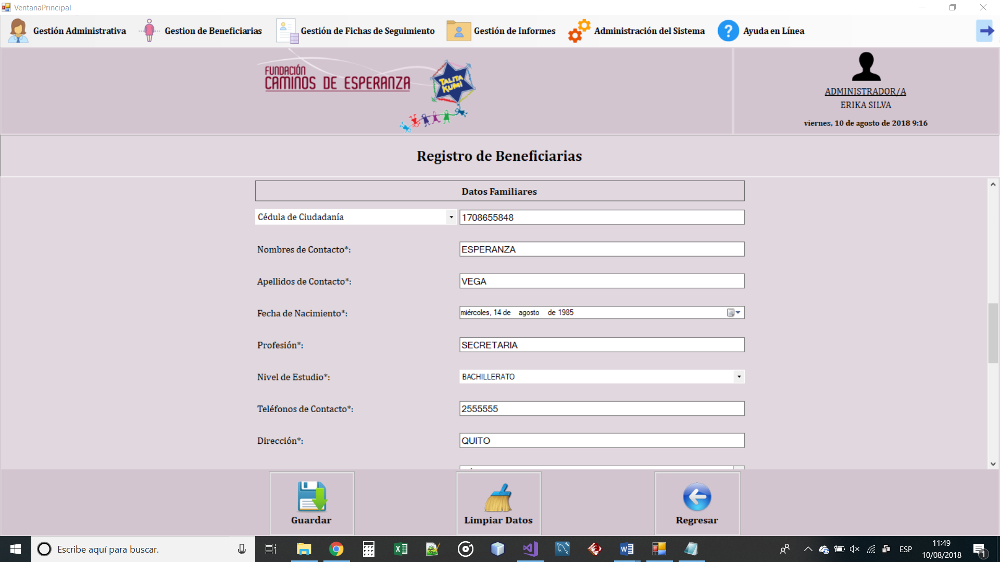 VentanaPrincipal
Gestión Administrativa
Gestion de Beneficiarias
Gestión de Fichas de Seguimiento
Gestión de Informes
Administración del Sistema
?
Ayuda en Línea
FUNDACIÓN
CAMINOS DE ESPERANZA
TALITA
KUMI
ADMINISTRADOR/A
ERIKA SILVA
viernes, 10 de agosto de 2018 9:16
Registro de Beneficiarias
Datos Familiares
Cédula de Ciudadanía
1708655848
Nombres de Contacto*:
ESPERANZA
Apellidos de Contacto*:
VEGA
Fecha de Nacimiento*:
miércoles, 14 de agosto de 1985
Profesión*:
SECRETARIA
Nivel de Estudio*:
BACHILLERATO
Teléfonos de Contacto*:
2555555
Dirección*:
QUITO
Guardar
Limpiar Datos
Regresar
Escribe aquí para buscar.
ESP
11:49
10/08/2018
1